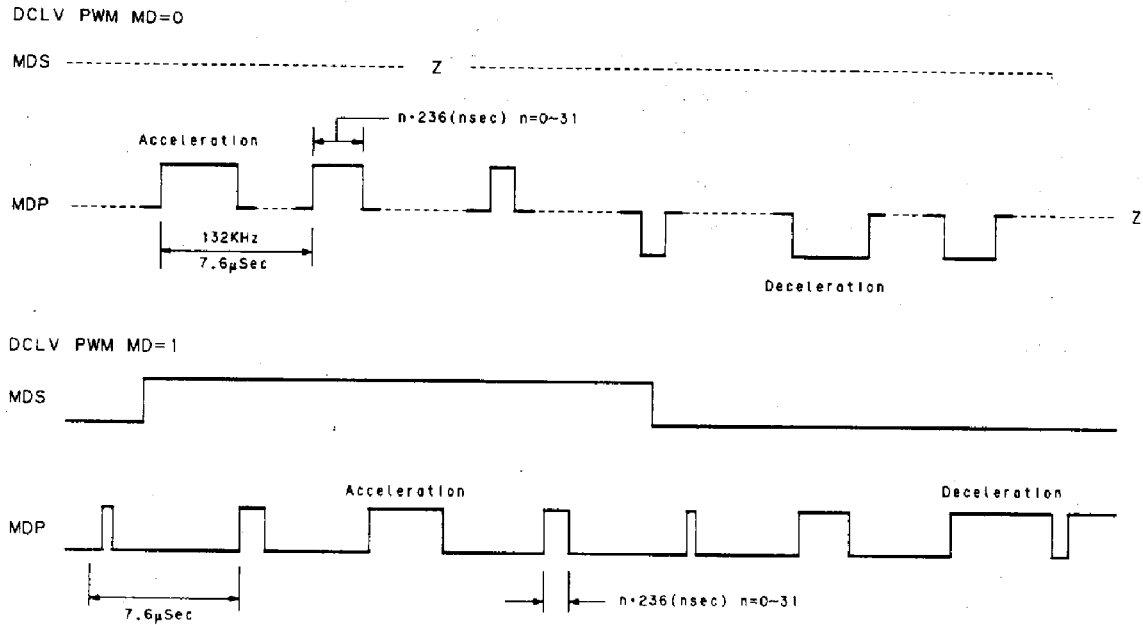 DCLV PWM MD=0
MDS Z
n·236(nsec) n=0~31
Acceleration
MDP Z
132KHz
7.6μSec
Deceleration
DCLV PWM MD=1
MDS
Acceleration
Deceleration
MDP
n·236(nsec) n=0~31
7.6μSec